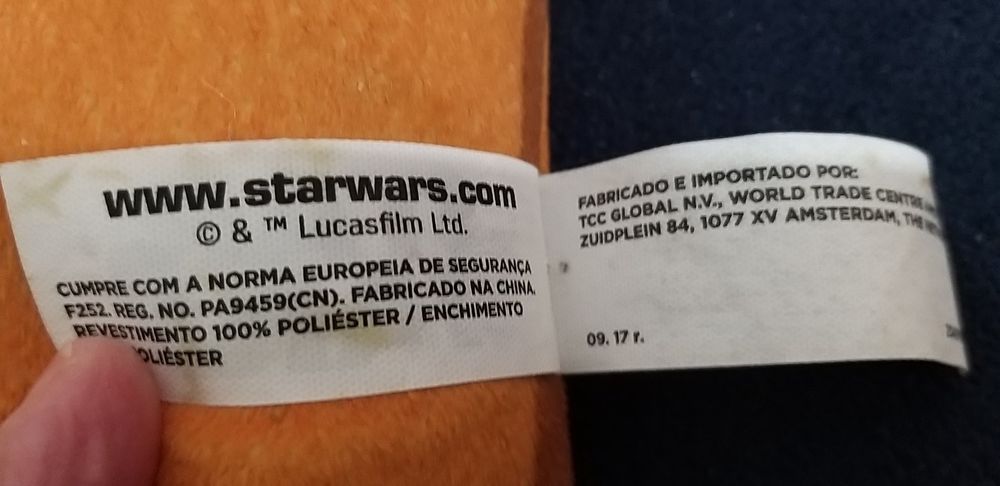 www.starwars.com
© & ™ Lucasfilm Ltd.
CUMPRE COM A NORMA EUROPEIA DE SEGURANÇA
F252. REG. NO. PA9459(CN). FABRICADO NA CHINA.
REVESTIMENTO 100% POLIÉSTER / ENCHIMENTO
POLIÉSTER
FABRICADO E IMPORTADO POR:
TCC GLOBAL N.V., WORLD TRADE CENTRE
ZUIDPLEIN 84, 1077 XV AMSTERDAM, THE
09. 17 r.